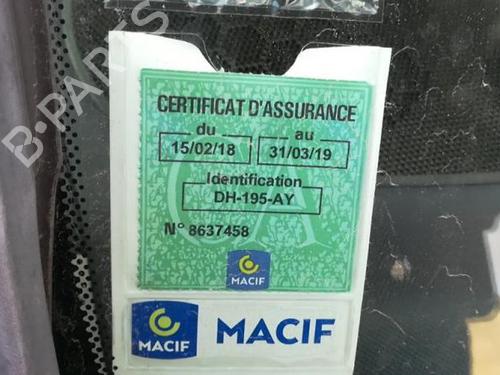 B-PARTS
CERTIFICAT D'ASSURANCE
du au
15/02/18 31/03/19
Identification
DH-195-AY
N° 8637458
MACIF
MACIF MACIF